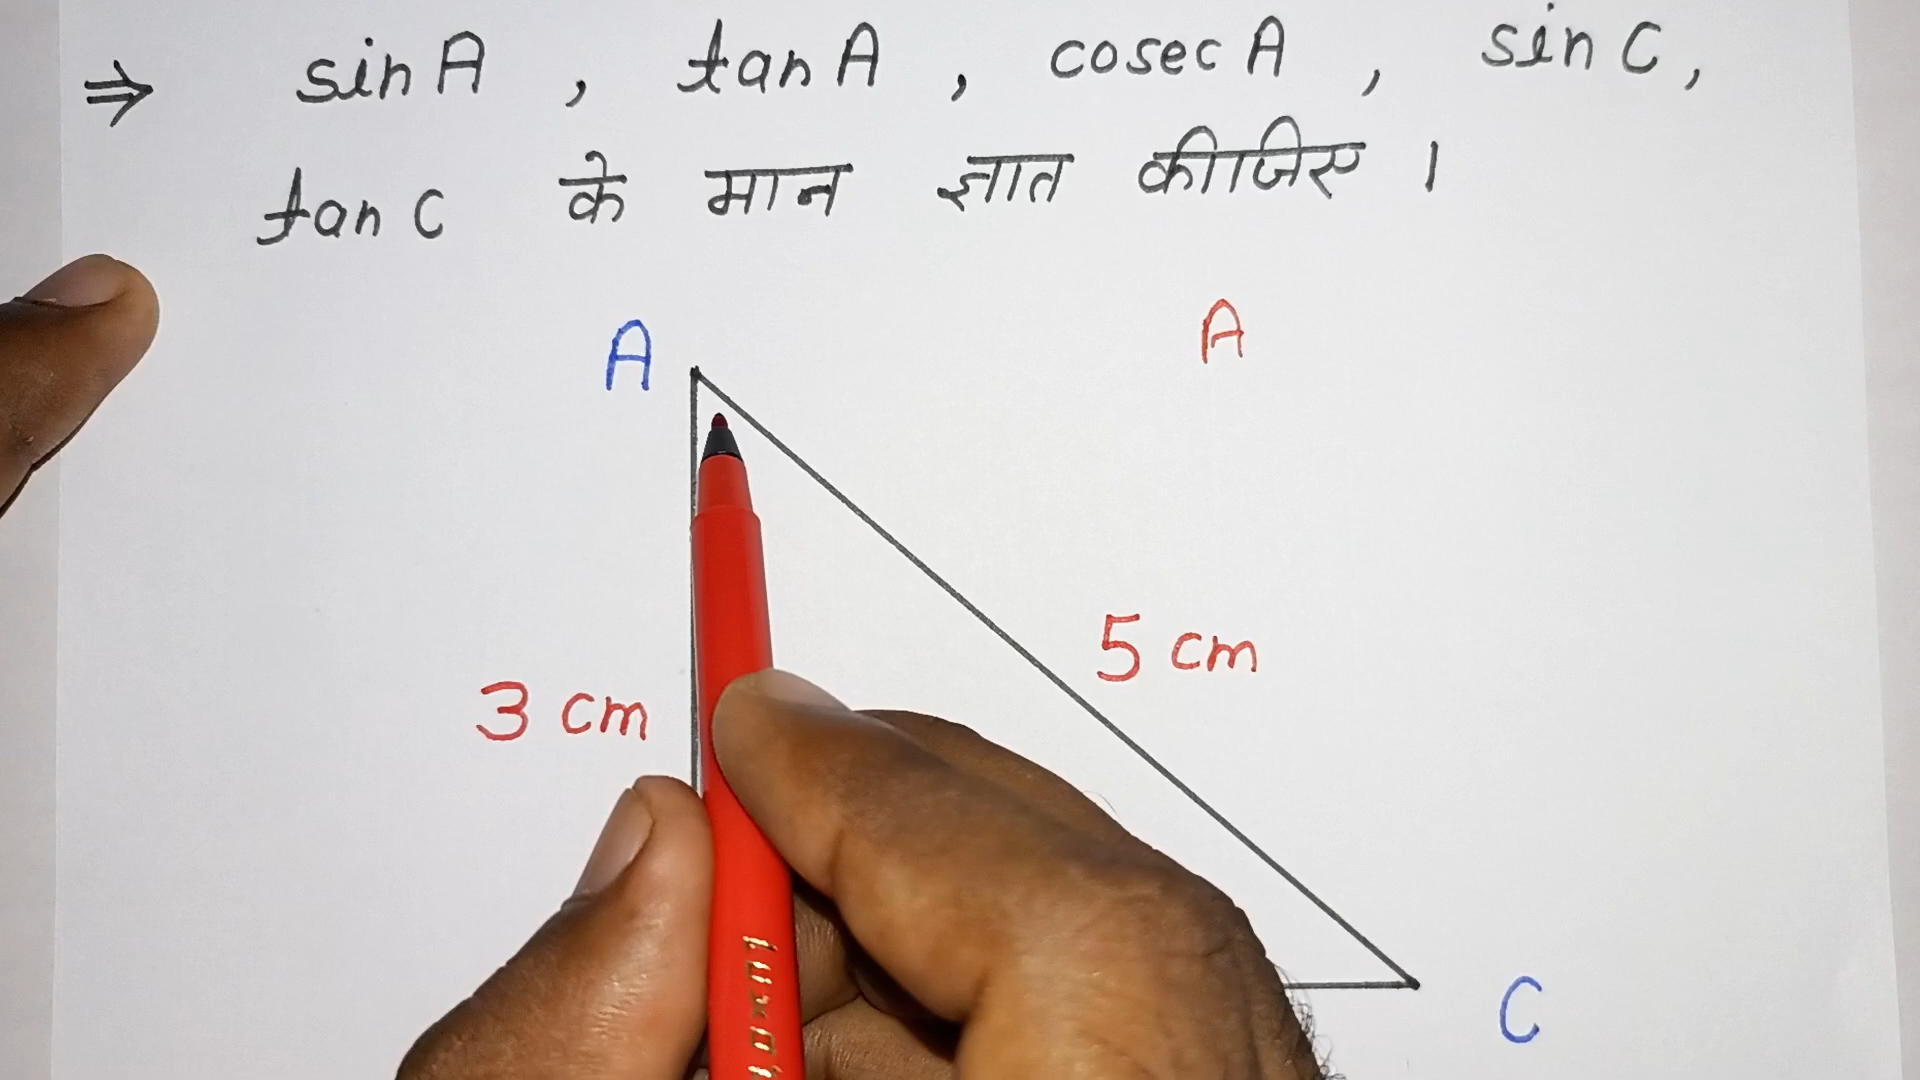 ⇒ sin A , tan A , cosec A , sin C ,
tan C के मान ज्ञात कीजिए ।
A
A
5 cm
3 cm
C